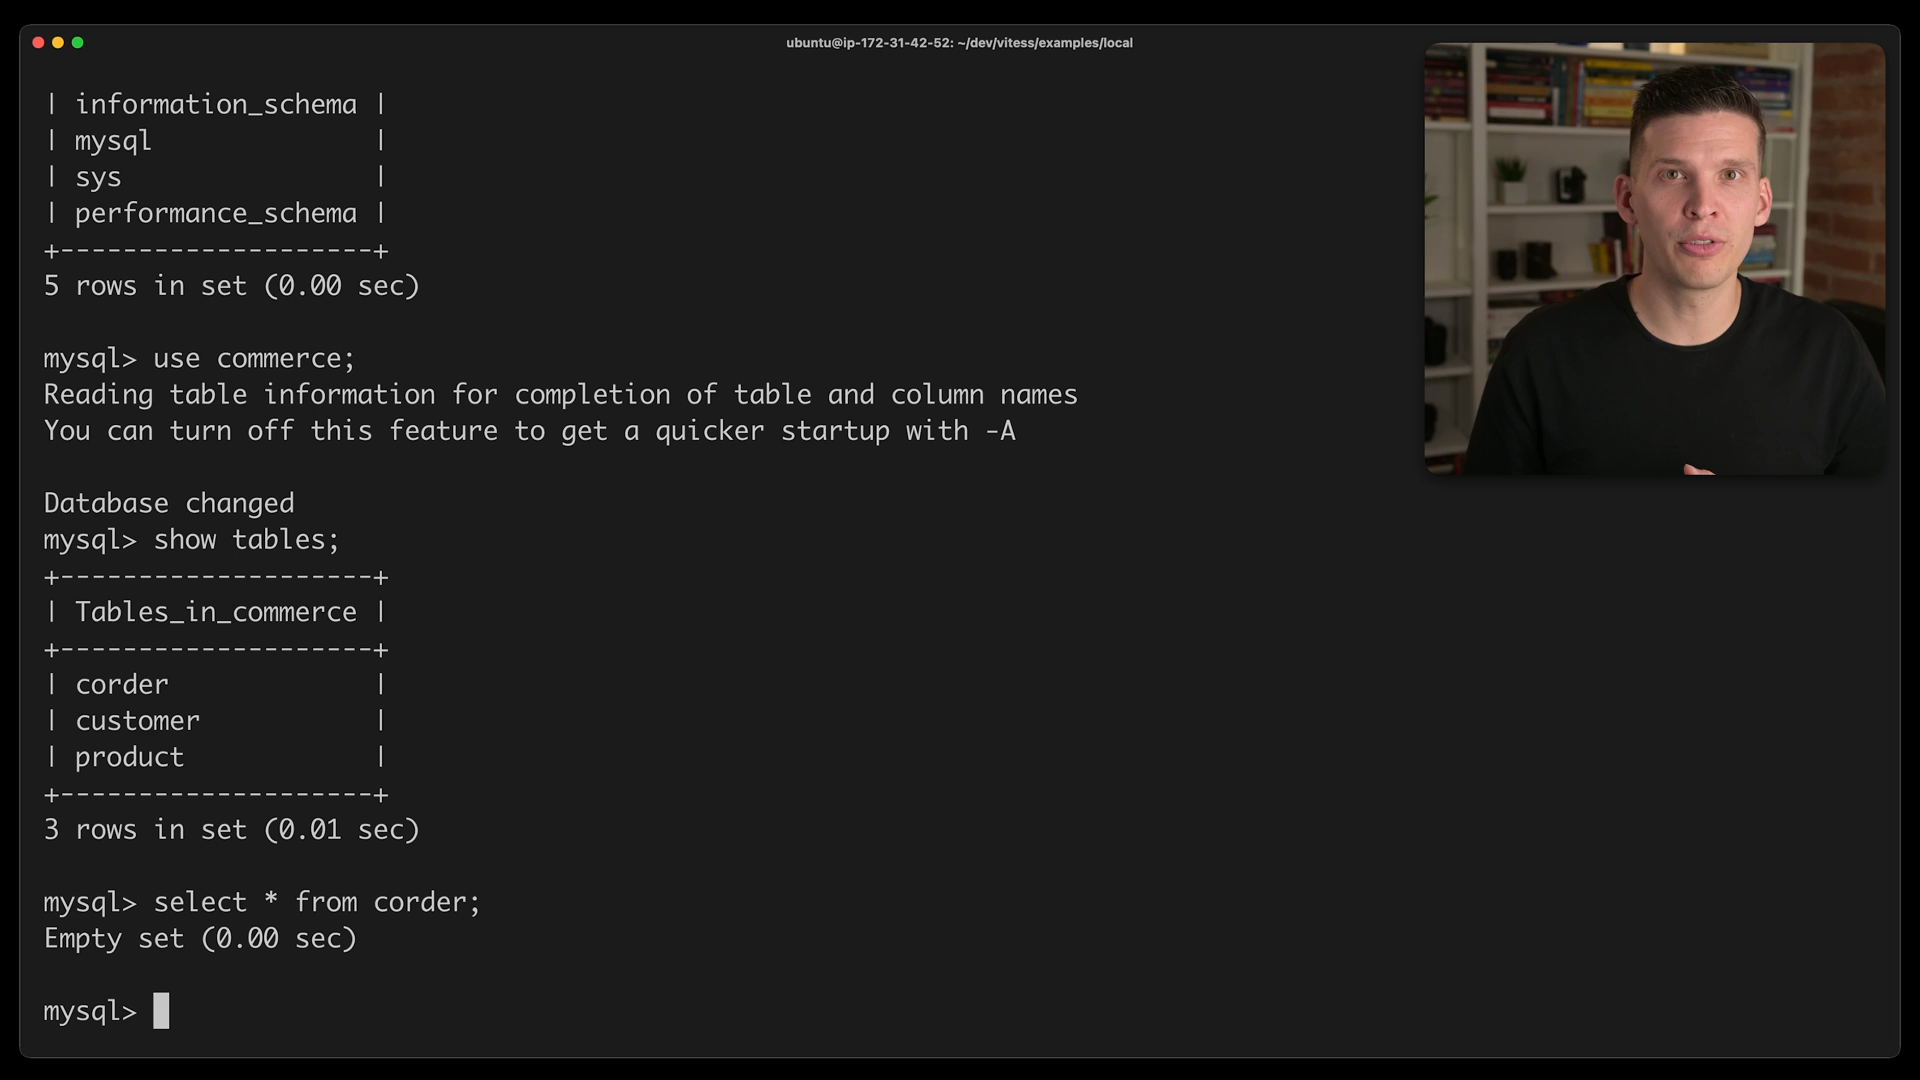 ubuntu@ip-172-31-42-52: ~/dev/vitess/examples/local
| information_schema |
| mysql              |
| sys                |
| performance_schema |
+--------------------+
5 rows in set (0.00 sec)
mysql> use commerce;
Reading table information for completion of table and column names
You can turn off this feature to get a quicker startup with -A
Database changed
mysql> show tables;
+--------------------+
| Tables_in_commerce |
+--------------------+
| corder             |
| customer           |
| product            |
+--------------------+
3 rows in set (0.01 sec)
mysql> select * from corder;
Empty set (0.00 sec)
mysql>